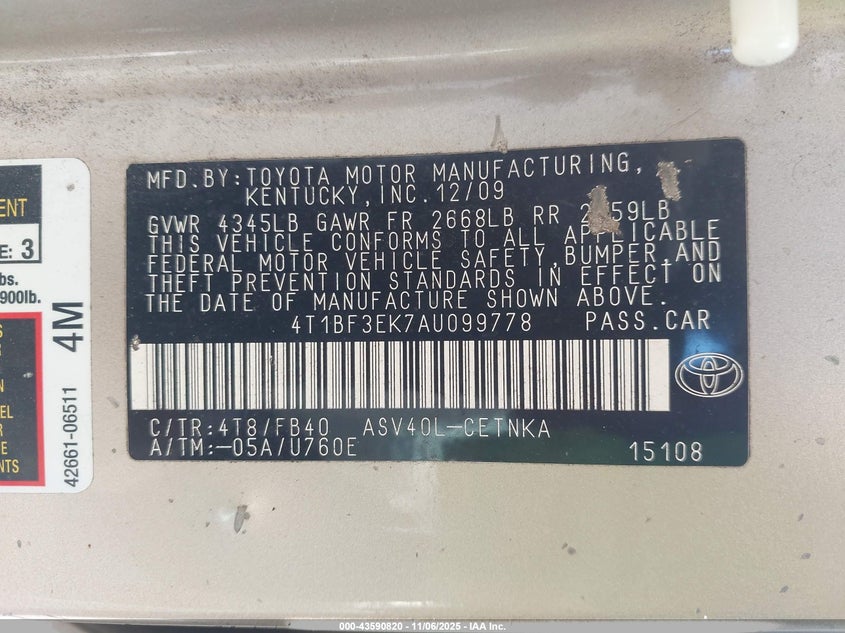 MFD.BY:TOYOTA MOTOR MANUFACTURING,
KENTUCKY,INC.12/09
GVWR 4345LB GAWR FR 2668LB RR
THIS VEHICLE CONFORMS TO ALL APPLICABLE
FEDERAL MOTOR VEHICLE SAFETY,BUMPER,AND
THEFT PREVENTION STANDARDS IN EFFECT ON
THE DATE OF MANUFACTURE SHOWN ABOVE.
4T1BF3EK7AU099778 PASS.CAR
C/TR:4T8/FB40 ASV40L-CETNKA
A/TM:-05A/U760E 15108
E: 3
900lb.
4M
42661-06511
000-43590820 - 11/06/2025 - IAA Inc.